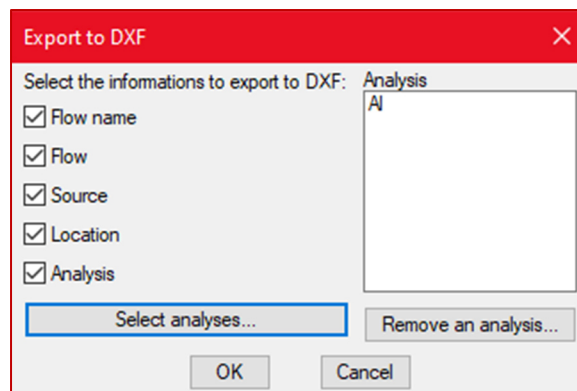 Export to DXF
Select the informations to export to DXF:
Flow name
Flow
Source
Location
Analysis
Select analyses...
Analysis
Al
Remove an analysis...
OK
Cancel